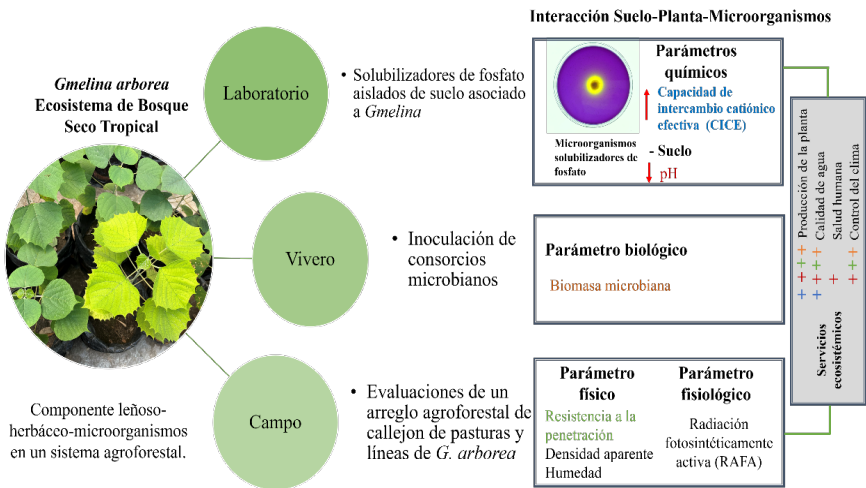 Interacción Suelo-Planta-Microorganismos
Gmelina arborea
Ecosistema de Bosque
Seco Tropical
Componente leñoso-
herbáceo-microorganismos
en un sistema agroforestal.
Laboratorio
• Solubilizadores de fosfato
aislados de suelo asociado
a Gmelina
Vivero
• Inoculación de
consorcios
microbianos
Campo
• Evaluaciones de un
arreglo agroforestal de
callejon de pasturas y
líneas de G. arborea
Microorganismos
solubilizadores de
fosfato
Parámetros
químicos
Capacidad de
intercambio catiónico
efectiva (CICE)
- Suelo
pH
Parámetro biológico
Biomasa microbiana
Parámetro
físico
Resistencia a la
penetración
Densidad aparente
Humedad
Parámetro
fisiológico
Radiación
fotosintéticamente
activa (RAFA)
Servicios
ecosistémicos
++++ Producción de la planta
++++ Calidad de agua
+ Salud humana
+++ Control del clima